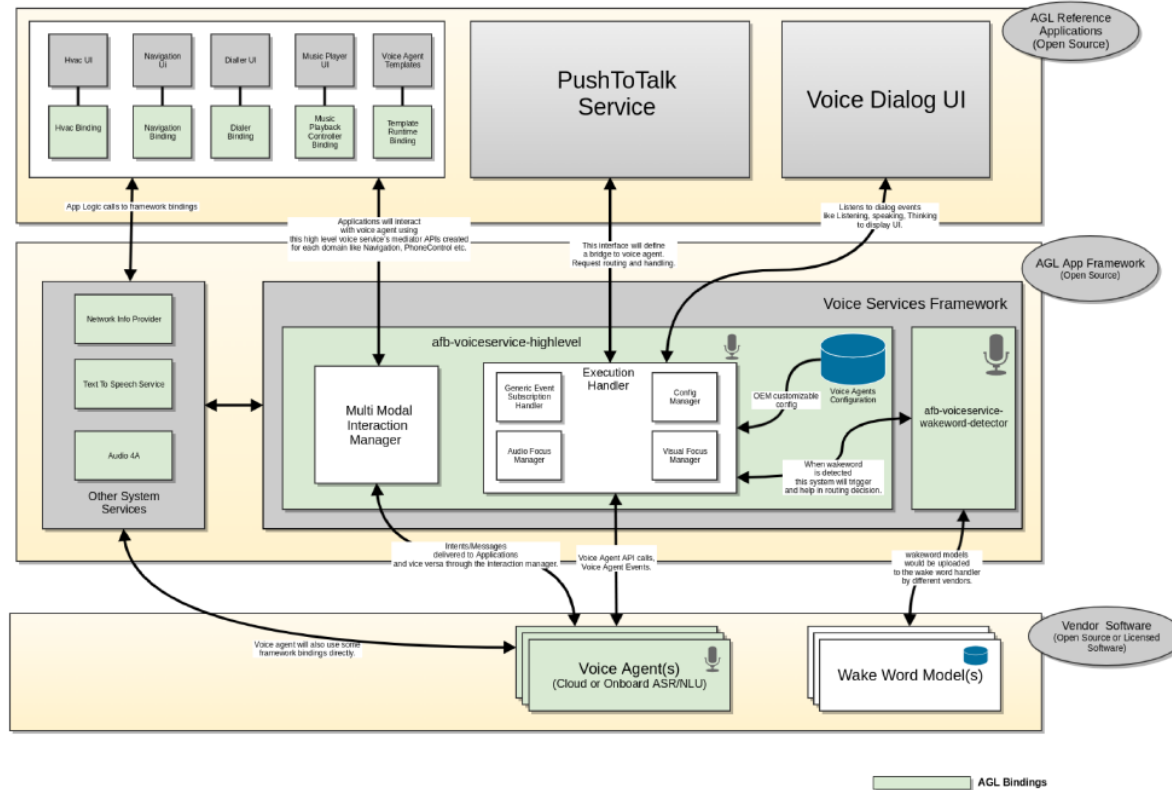 AGL Reference
Applications
(Open Source)
Hvac UI
Navigation
UI
Dialer UI
Music Player
UI
Voice Agent
Templates
Hvac Binding
Navigation
Binding
Dialer
Binding
Music
Playback
Controller
Binding
Template
Runtime
Binding
PushToTalk
Service
Voice Dialog UI
App Logic calls to framework bindings
Applications will interact
with voice agent using
this high level voice service's mediator APIs created
for each domain like Navigation, PhoneControl etc.
This interface will define
a bridge to voice agent.
Request routing and handling.
Listens to dialog events
like Listening, speaking, Thinking
to display UI.
AGL App Framework
(Open Source)
Network Info Provider
Text To Speech Service
Audio 4A
Other System
Services
Voice Services Framework
afb-voiceservice-highlevel
Multi Modal
Interaction
Manager
Execution
Handler
Generic Event
Subscription
Handler
Config
Manager
Audio Focus
Manager
Visual Focus
Manager
OEM customizable
config
Voice Agents
Configuration
When wakeword
is detected
this system will trigger
and help in routing decision.
afb-voiceservice-
wakeword-detector
Intents/Messages
delivered to Applications
and vice versa through the interaction manager.
Voice Agent API calls,
Voice Agent Events.
wakeword models
would be uploaded
to the wake word handler
by different vendors.
Vendor Software
(Open Source or Licensed
Software)
Voice agent will also use some
framework bindings directly.
Voice Agent(s)
(Cloud or Onboard ASR/NLU)
Wake Word Model(s)
AGL Bindings